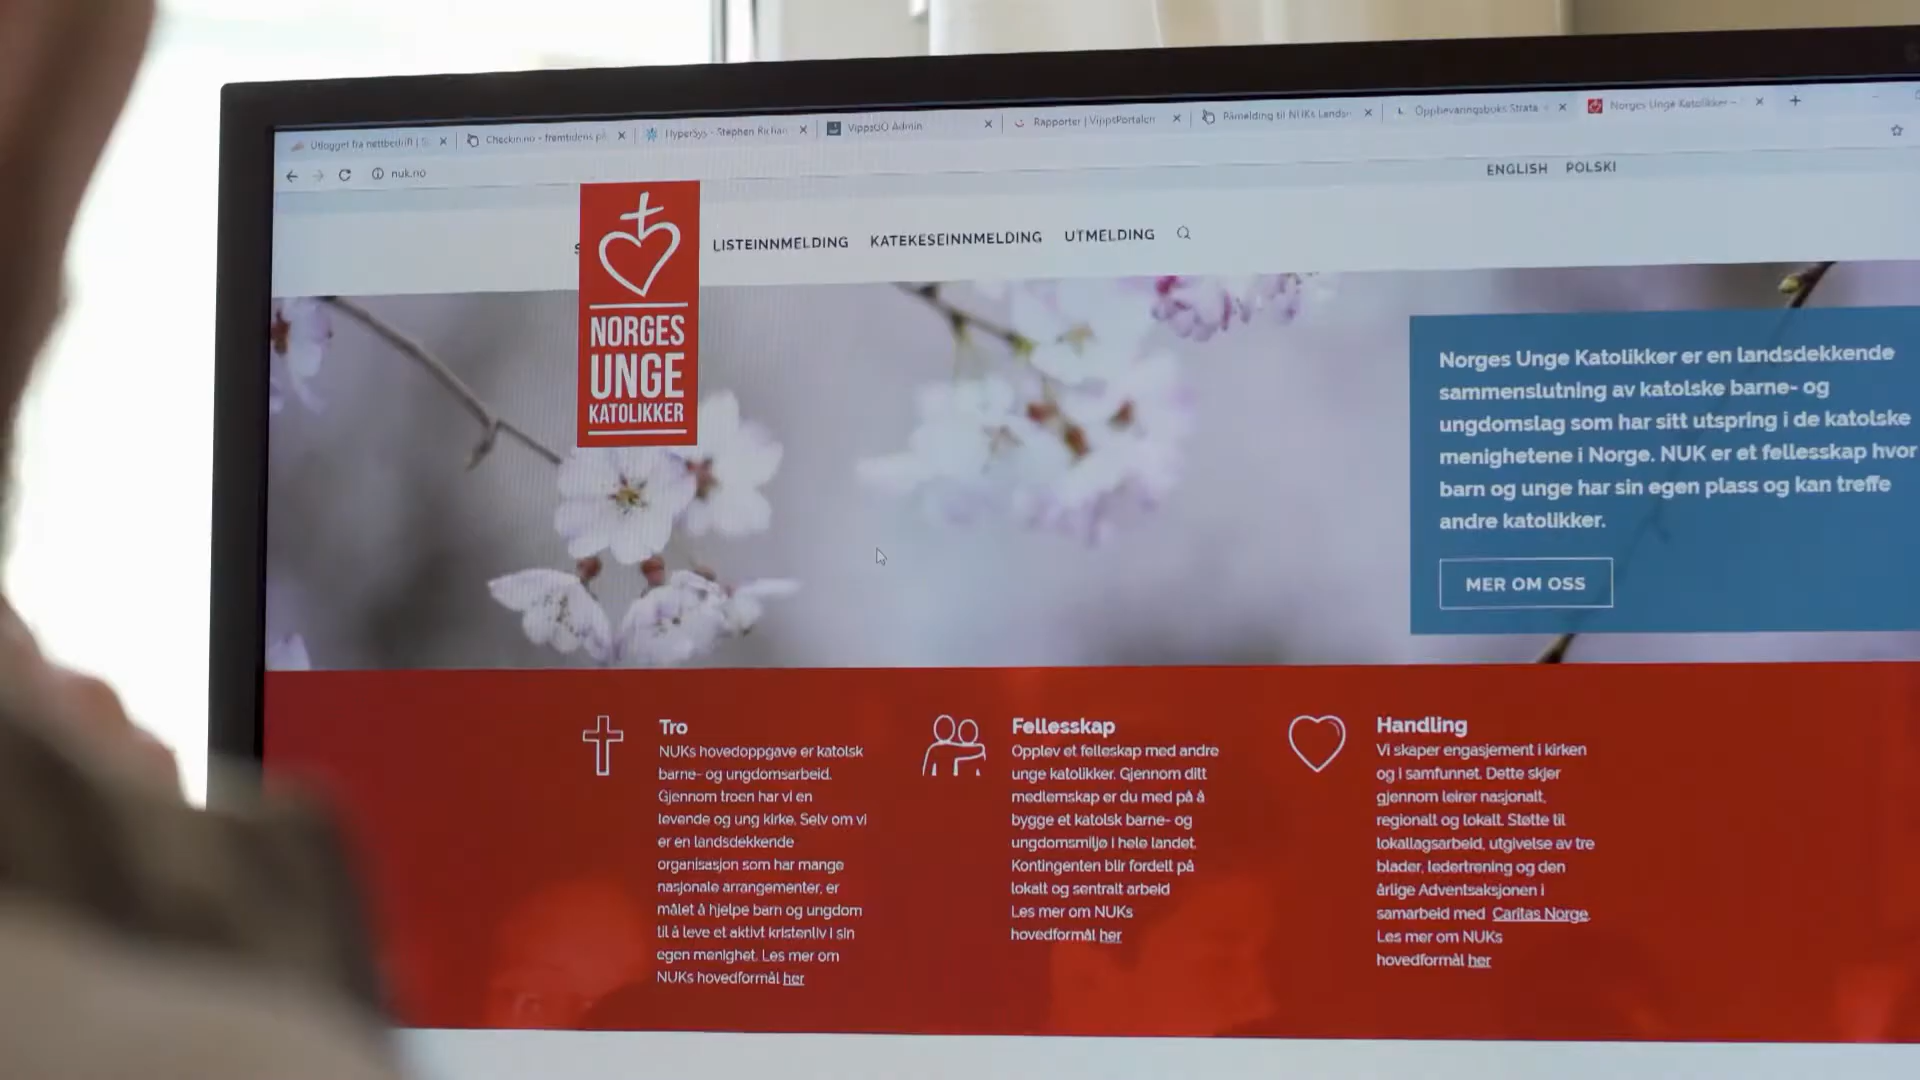 Utlogget fra nettbedrift | S
Checkin.no - fremtidens på
HyperSys - Stephen
VippsGO Admin
Rapporter | VippsPortalen
Påmelding til NUKs Lands
Oppbevaringsboks Strata
Norges Unge Katolikker –
nuk.no
ENGLISH POLSKI
LISTEINNMELDING KATEKESEINNMELDING UTMELDING
NORGES
UNGE
KATOLIKKER
Norges Unge Katolikker er en landsdekkende
sammenslutning av katolske barne- og
ungdomslag som har sitt utspring i de katolske
menighetene i Norge. NUK er et fellesskap hvor
barn og unge har sin egen plass og kan treffe
andre katolikker.
MER OM OSS
Tro
NUKs hovedoppgave er katolsk
barne- og ungdomsarbeid.
Gjennom troen har vi en
levende og ung kirke. Selv om vi
er en landsdekkende
organisasjon som har mange
nasjonale arrangementer, er
målet å hjelpe barn og ungdom
til å leve et aktivt kristenliv i sin
egen menighet. Les mer om
NUKs hovedformål her
Fellesskap
Opplev et felleskap med andre
unge katolikker. Gjennom ditt
medlemskap er du med på å
bygge et katolsk barne- og
ungdomsmiljø i hele landet.
Kontingenten blir fordelt på
lokalt og sentralt arbeid
Les mer om NUKs
hovedformål her
Handling
Vi skaper engasjement i kirken
og i samfunnet. Dette skjer
gjennom leirer nasjonalt,
regionalt og lokalt. Støtte til
lokallagsarbeid, utgivelse av tre
blader, ledertrening og den
årlige Adventsaksjonen i
samarbeid med Caritas Norge.
Les mer om NUKs
hovedformål her